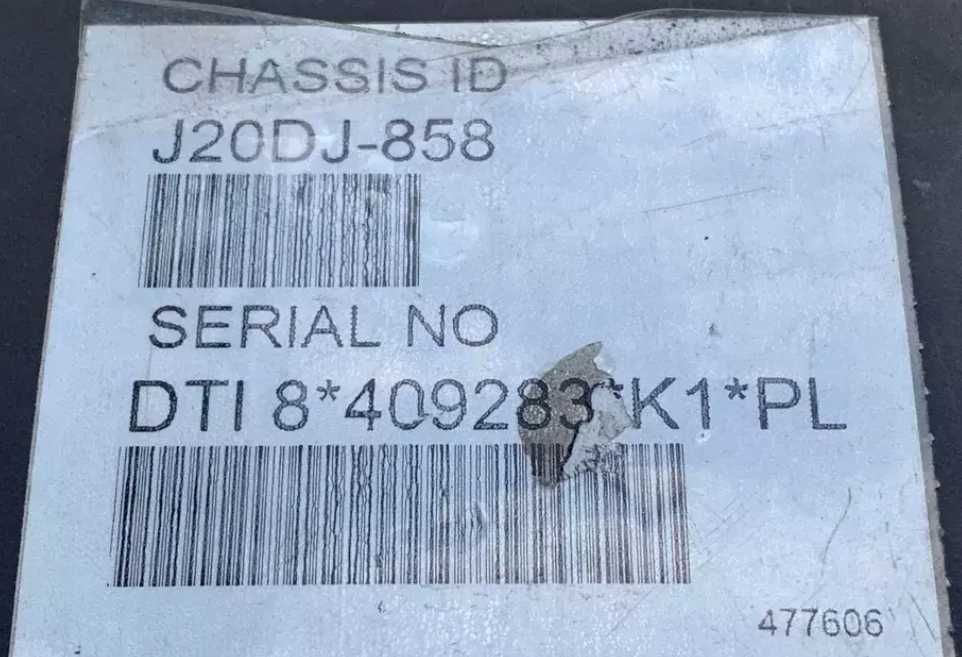 CHASSIS ID
J20DJ-858
SERIAL NO
DTI 8*409283*K1*PL
477606